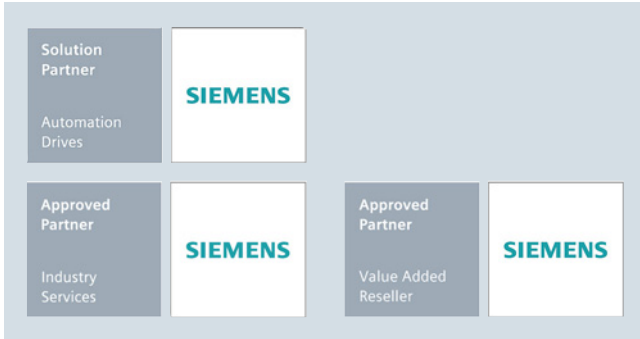 Solution
Partner
Automation
Drives
SIEMENS
Approved
Partner
Industry
Services
SIEMENS
Approved
Partner
Value Added
Reseller
SIEMENS